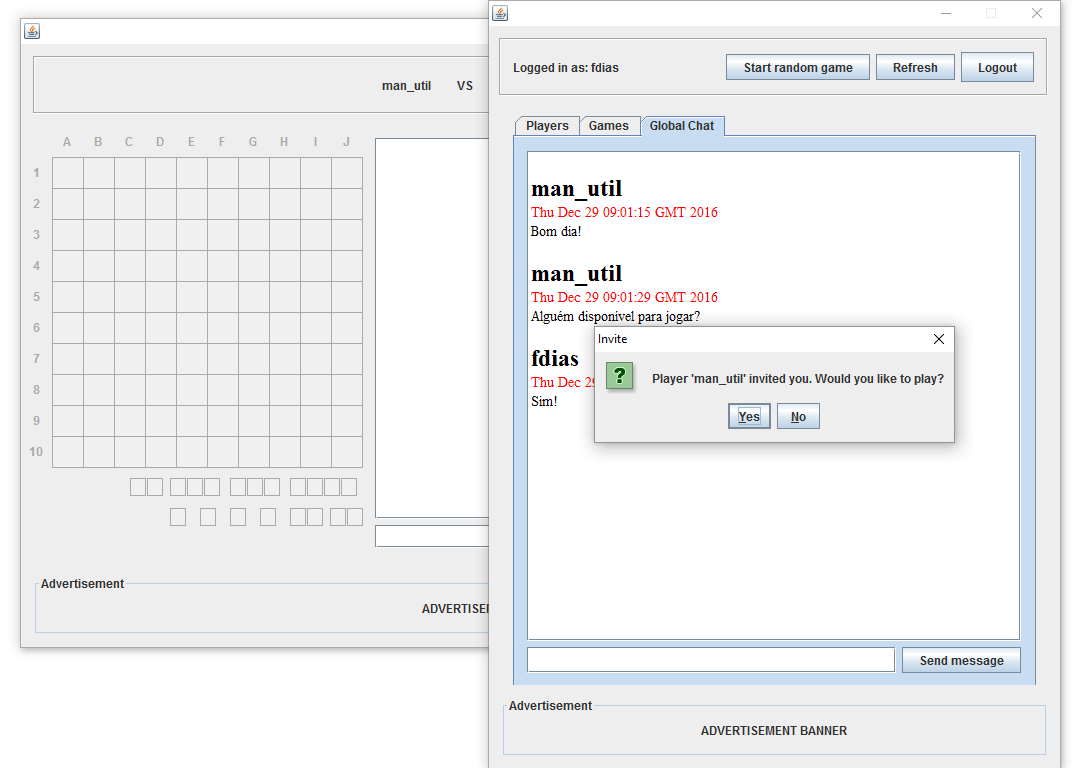 man_util VS
A B C D E F G H I J
1
2
3
4
5
6
7
8
9
10
Advertisement
Logged in as: fdias
Start random game
Refresh
Logout
Players
Games
Global Chat
man_util
Thu Dec 29 09:01:15 GMT 2016
Bom dia!
man_util
Thu Dec 29 09:01:29 GMT 2016
Alguém disponivel para jogar?
fdias
Thu Dec
Sim!
Invite
?
Player 'man_util' invited you. Would you like to play?
Yes
No
Send message
Advertisement
ADVERTISEMENT BANNER